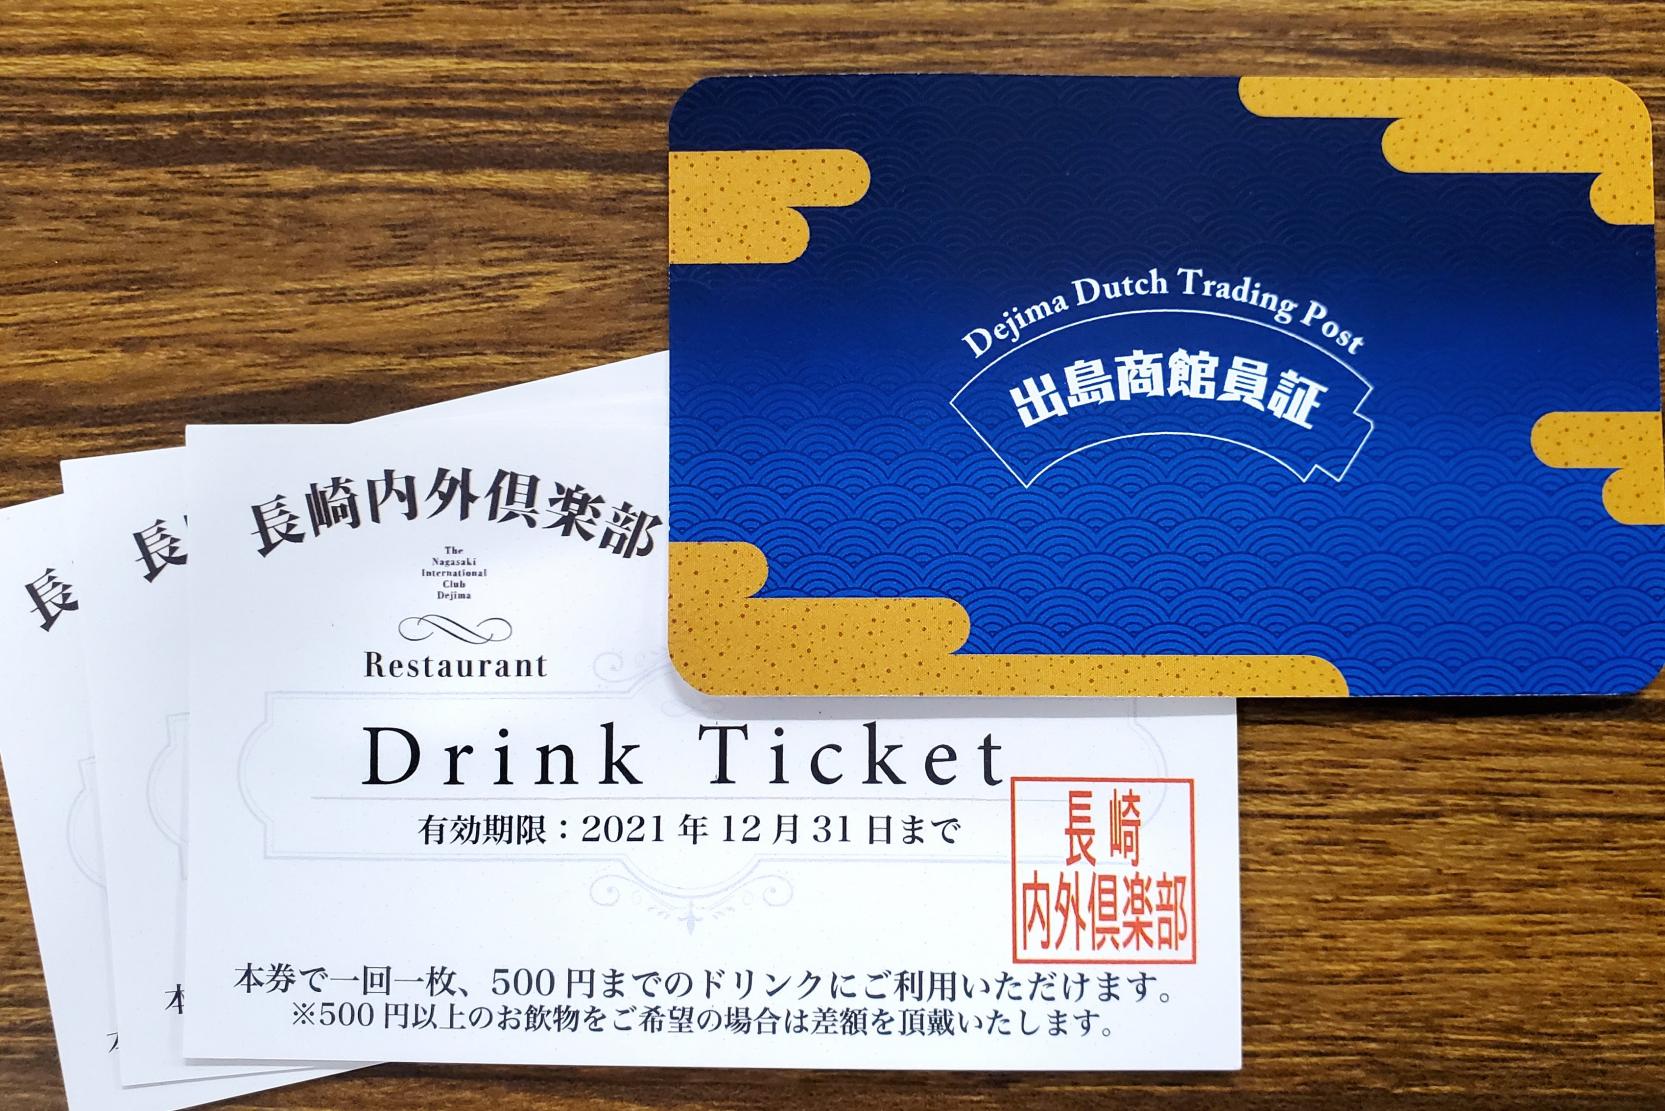 Dejima Dutch Trading Post
出島商館員証
長崎内外倶楽部
The
Nagasaki
International
Club
Dejima
Restaurant
Drink Ticket
有効期限：2021年12月31日まで
長崎
内外倶楽部
本券で一回一枚、500円までのドリンクにご利用いただけます。
※500円以上のお飲物をご希望の場合は差額を頂戴いたします。
長
長
本